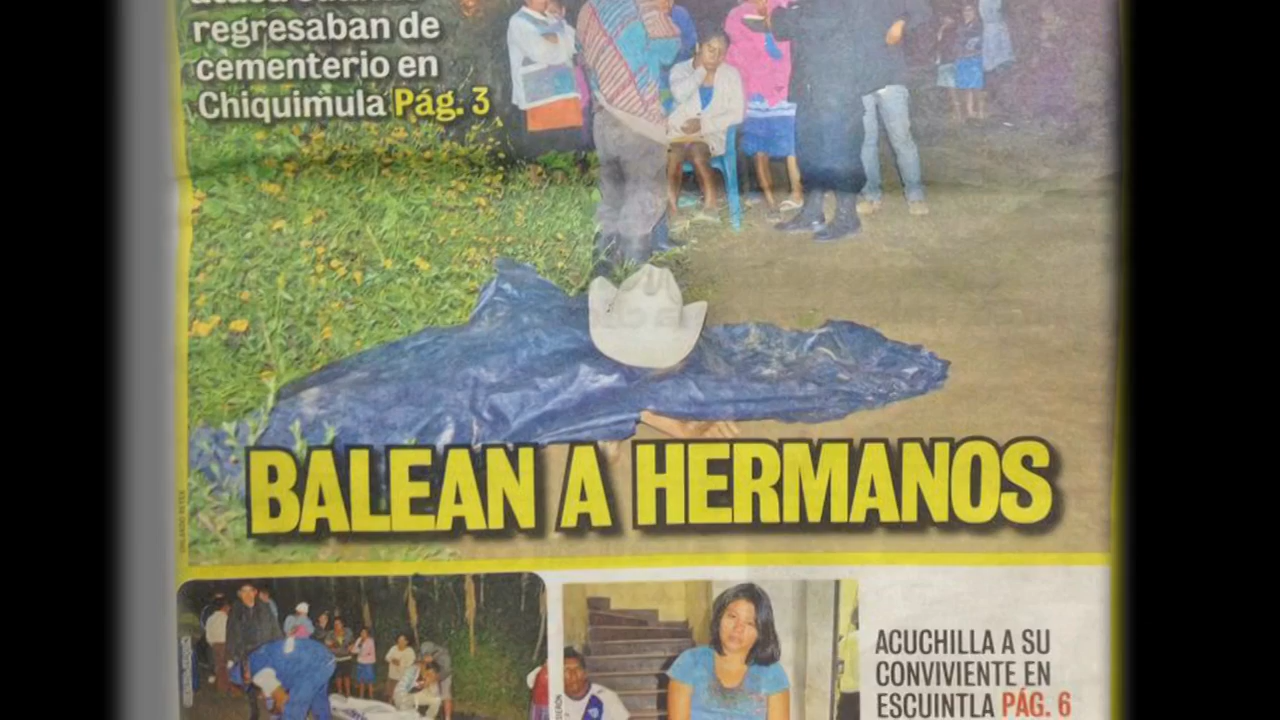 regresaban de
cementerio en
Chiquimula Pág. 3
BALEAN A HERMANOS
ACUCHILLA A SU
CONVIVIENTE EN
ESCUINTLA PÁG. 6